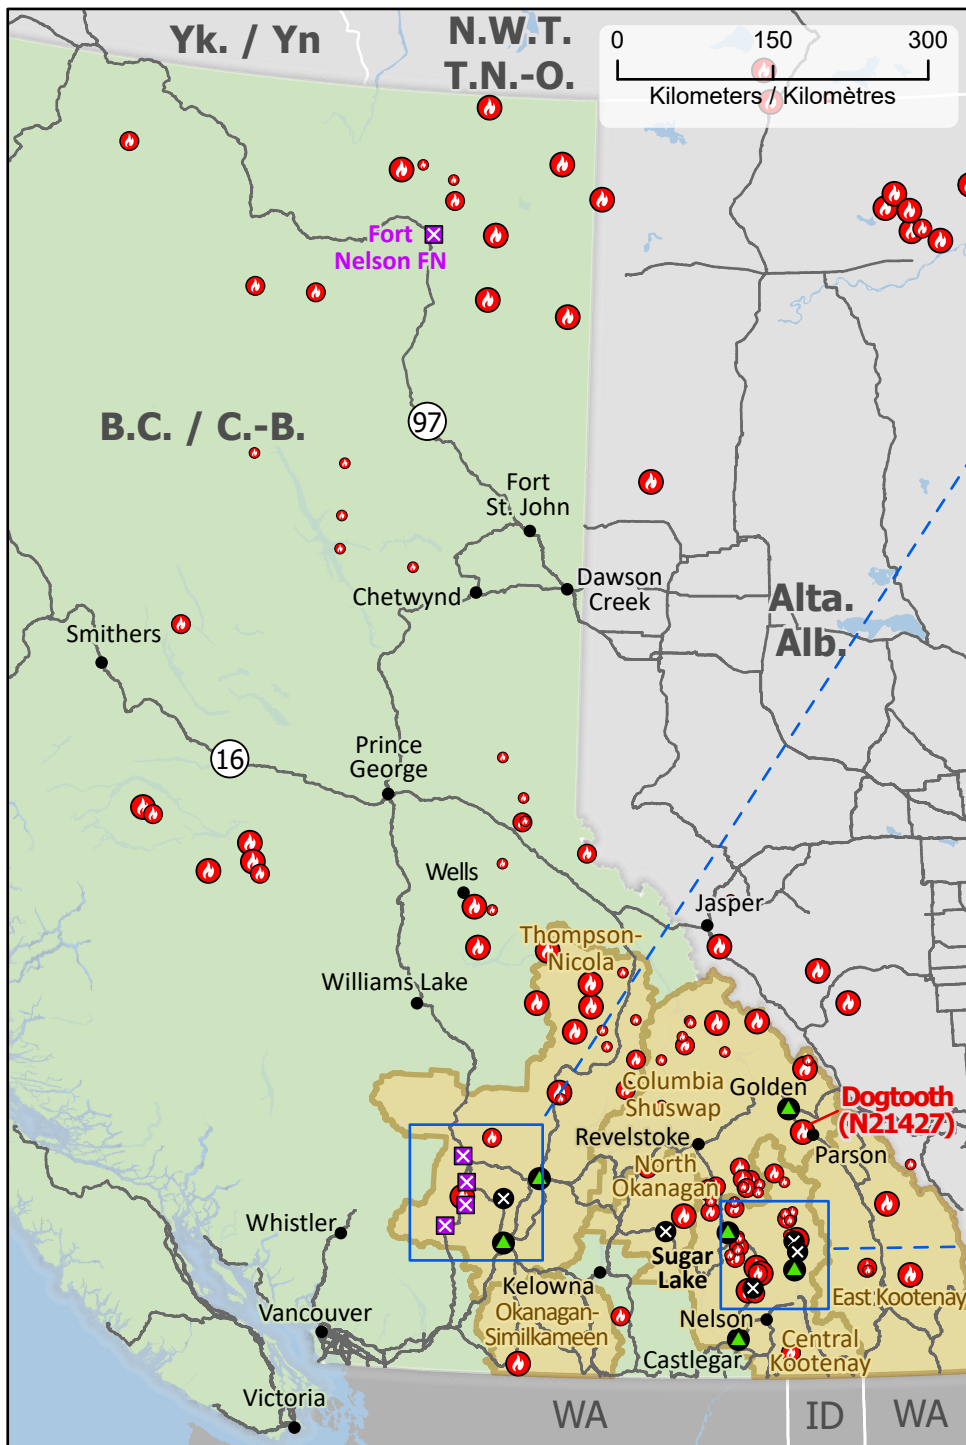 Yk. / Yn
N.W.T.
T.N.-O.
0 150 300
Kilometers / Kilomètres
Fort
Nelson FN
B.C. / C.-B.
97
Fort
St. John
Chetwynd
Dawson
Creek
Alta.
Alb.
Smithers
16
Prince
George
Wells
Jasper
Thompson-
Nicola
Williams Lake
Columbia
Shuswap
Golden
Dogtooth
(N21427)
Revelstoke
Parson
North
Okanagan
Whistler
Sugar
Lake
Kelowna
East Kootenay
Okanagan-
Similkameen
Vancouver
Nelson
Castlegar
Central
Kootenay
Victoria
WA
ID
WA